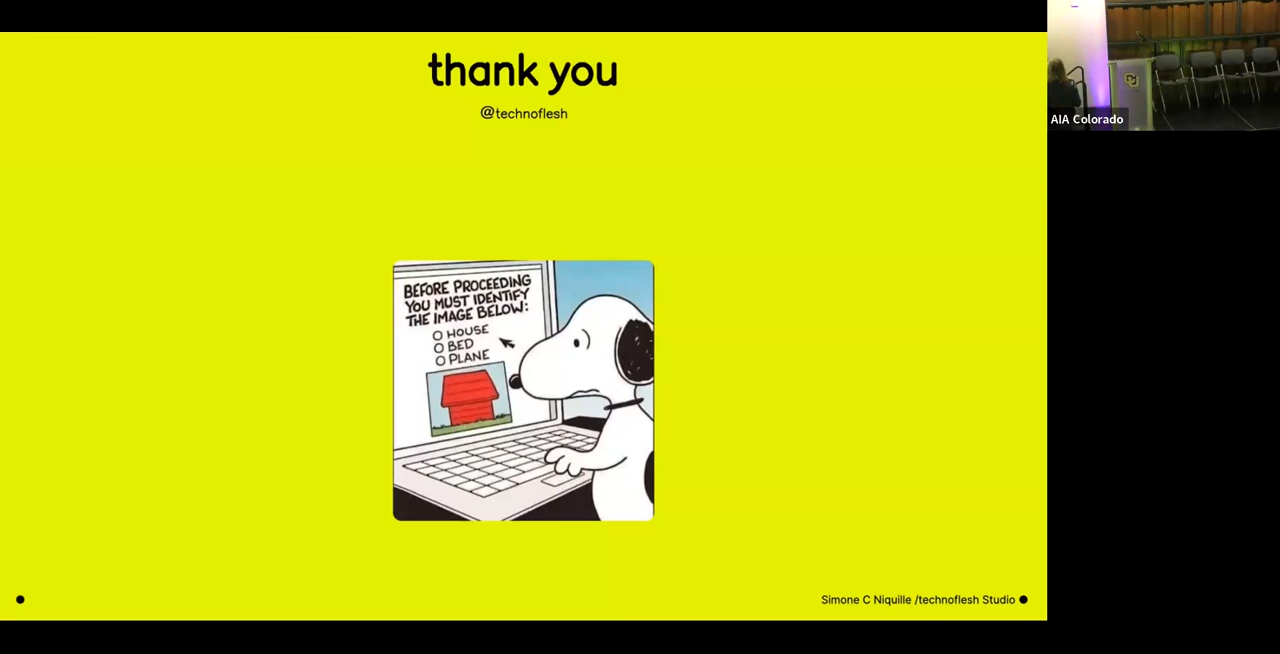 thank you
@technoflesh
BEFORE PROCEEDING
YOU MUST IDENTIFY
THE IMAGE BELOW:
O HOUSE
O BED
O PLANE
Simone C Niquille /technoflesh Studio
AIA Colorado
CU